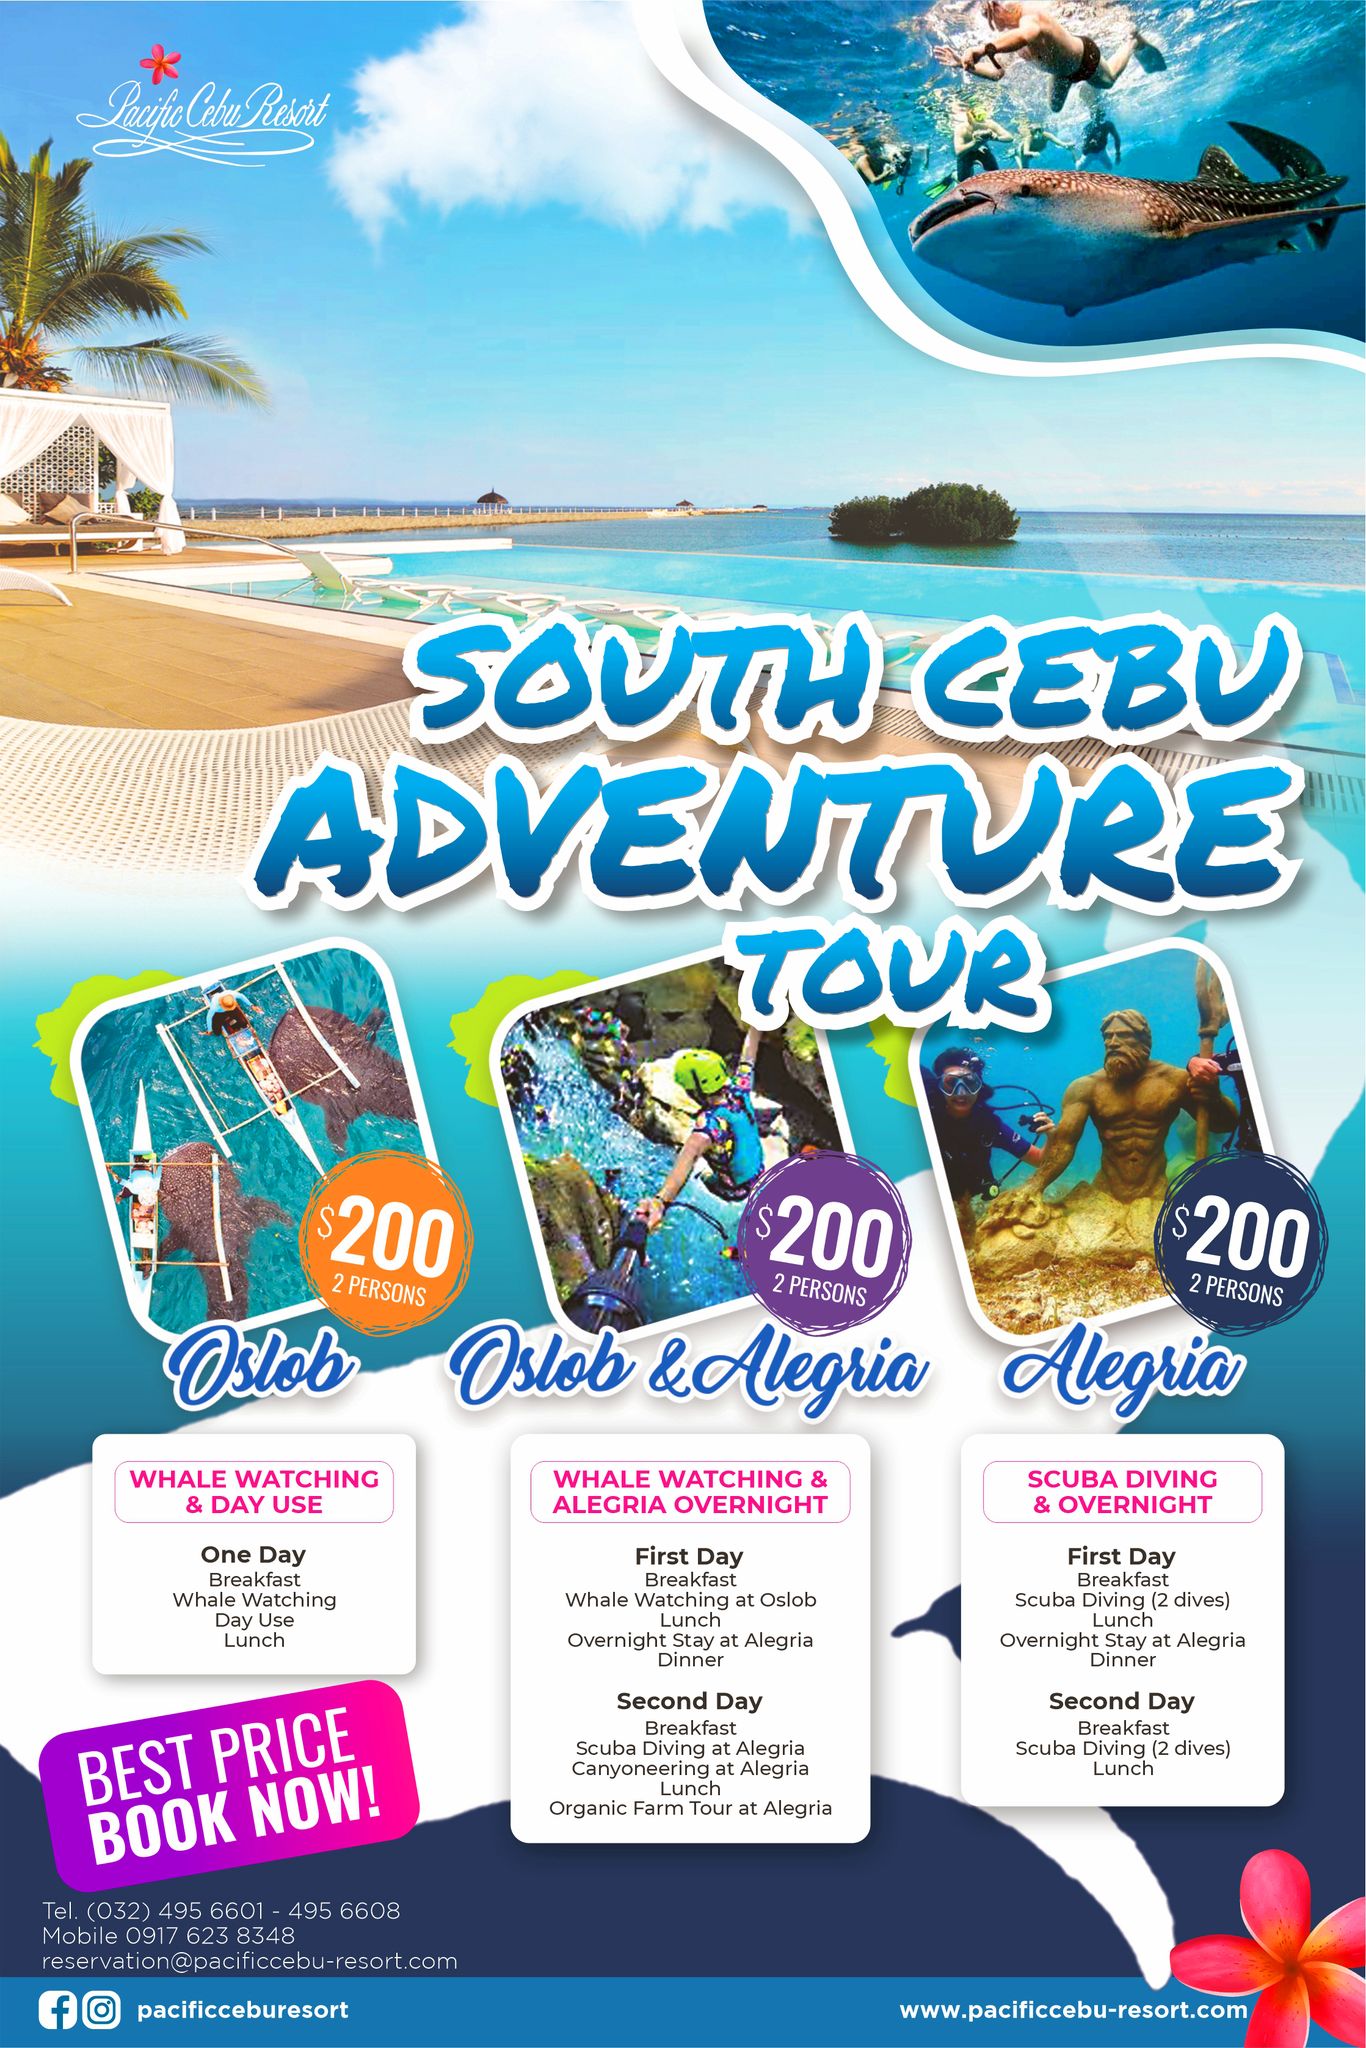 Pacific Cebu Resort
SOUTH CEBU
ADVENTURE
TOUR
$200
2 PERSONS
Oslob
WHALE WATCHING
& DAY USE
One Day
Breakfast
Whale Watching
Day Use
Lunch
$200
2 PERSONS
Oslob & Alegria
WHALE WATCHING &
ALEGRIA OVERNIGHT
First Day
Breakfast
Whale Watching at Oslob
Lunch
Overnight Stay at Alegria
Dinner
Second Day
Breakfast
Scuba Diving at Alegria
Canyoneering at Alegria
Lunch
Organic Farm Tour at Alegria
$200
2 PERSONS
Alegria
SCUBA DIVING
& OVERNIGHT
First Day
Breakfast
Scuba Diving (2 dives)
Lunch
Overnight Stay at Alegria
Dinner
Second Day
Breakfast
Scuba Diving (2 dives)
Lunch
BEST PRICE
BOOK NOW!
Tel. (032) 495 6601 - 495 6608
Mobile 0917 623 8348
reservation@pacificcebu-resort.com
pacificceburesort
www.pacificcebu-resort.com